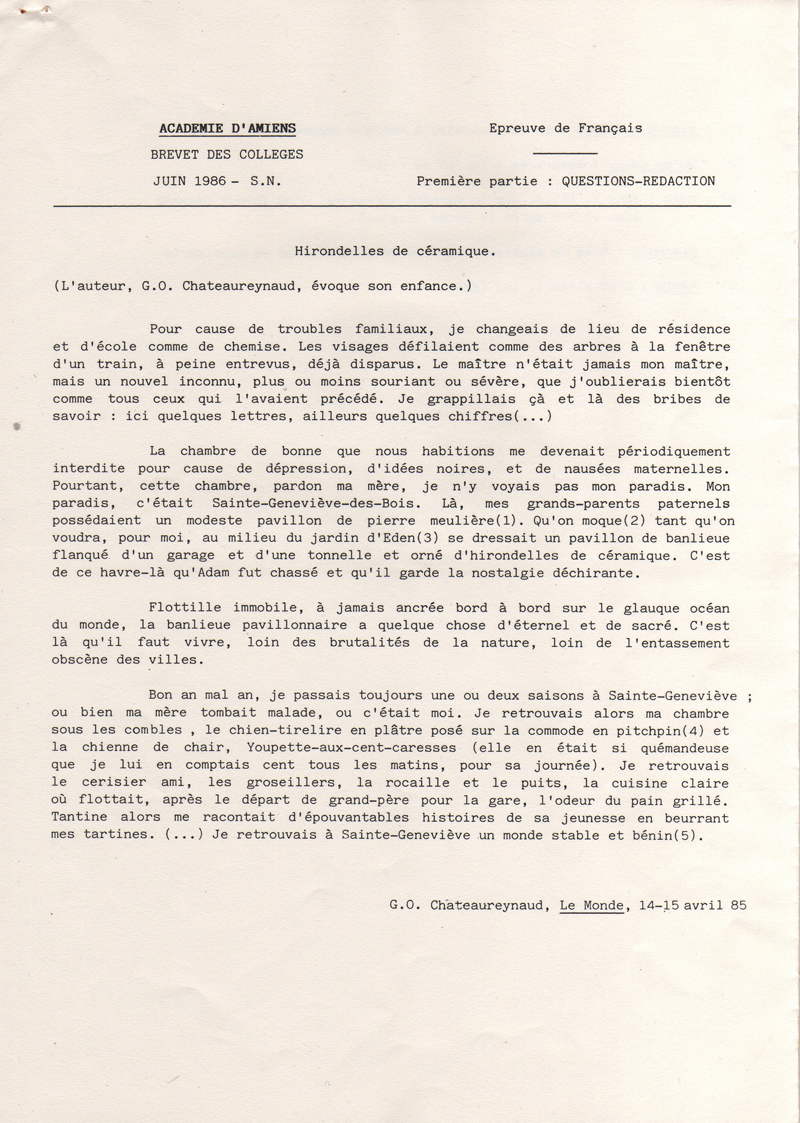 ACADEMIE D'AMIENS
BREVET DES COLLEGES
JUIN 1986 - S.N.
Epreuve de Français
Première partie : QUESTIONS-REDACTION
Hirondelles de céramique.
(L'auteur, G.O. Chateaureynaud, évoque son enfance.)
Pour cause de troubles familiaux, je changeais de lieu de résidence
et d'école comme de chemise. Les visages défilaient comme des arbres à la fenêtre
d'un train, à peine entrevus, déjà disparus. Le maître n'était jamais mon maître,
mais un nouvel inconnu, plus ou moins souriant ou sévère, que j'oublierais bientôt
comme tous ceux qui l'avaient précédé. Je grappillais çà et là des bribes de
savoir : ici quelques lettres, ailleurs quelques chiffres(...)
La chambre de bonne que nous habitions me devenait périodiquement
interdite pour cause de dépression, d'idées noires, et de nausées maternelles.
Pourtant, cette chambre, pardon ma mère, je n'y voyais pas mon paradis. Mon
paradis, c'était Sainte-Geneviève-des-Bois. Là, mes grands-parents paternels
possédaient un modeste pavillon de pierre meulière(1). Qu'on moque(2) tant qu'on
voudra, pour moi, au milieu du jardin d'Eden(3) se dressait un pavillon de banlieue
flanqué d'un garage et d'une tonnelle et orné d'hirondelles de céramique. C'est
de ce havre-là qu'Adam fut chassé et qu'il garde la nostalgie déchirante.
Flottille immobile, à jamais ancrée bord à bord sur le glauque océan
du monde, la banlieue pavillonnaire a quelque chose d'éternel et de sacré. C'est
là qu'il faut vivre, loin des brutalités de la nature, loin de l'entassement
obscène des villes.
Bon an mal an, je passais toujours une ou deux saisons à Sainte-Geneviève ;
ou bien ma mère tombait malade, ou c'était moi. Je retrouvais alors ma chambre
sous les combles , le chien-tirelire en plâtre posé sur la commode en pitchpin(4) et
la chienne de chair, Youpette-aux-cent-caresses (elle en était si quémandeuse
que je lui en comptais cent tous les matins, pour sa journée). Je retrouvais
le cerisier ami, les groseillers, la rocaille et le puits, la cuisine claire
où flottait, après le départ de grand-père pour la gare, l'odeur du pain grillé.
Tantine alors me racontait d'épouvantables histoires de sa jeunesse en beurrant
mes tartines. (...) Je retrouvais à Sainte-Geneviève un monde stable et bénin(5).
G.O. Chateaureynaud, Le Monde, 14-15 avril 85